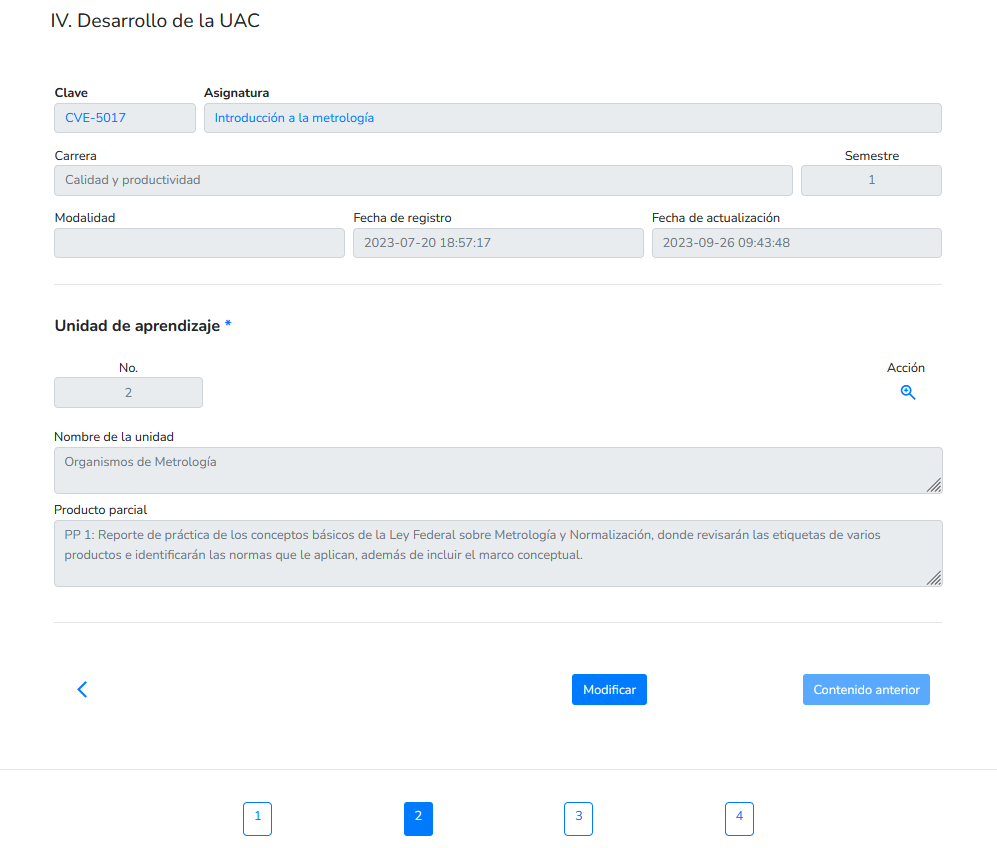 IV. Desarrollo de la UAC
Clave Asignatura
CVE-5017 Introducción a la metrología
Carrera Semestre
Calidad y productividad 1
Modalidad Fecha de registro Fecha de actualización
2023-07-20 18:57:17 2023-09-26 09:43:48
Unidad de aprendizaje *
No. Acción
2
Nombre de la unidad
Organismos de Metrología
Producto parcial
PP 1: Reporte de práctica de los conceptos básicos de la Ley Federal sobre Metrología y Normalización, donde revisarán las etiquetas de varios
productos e identificarán las normas que le aplican, además de incluir el marco conceptual.
Modificar Contenido anterior
1 2 3 4